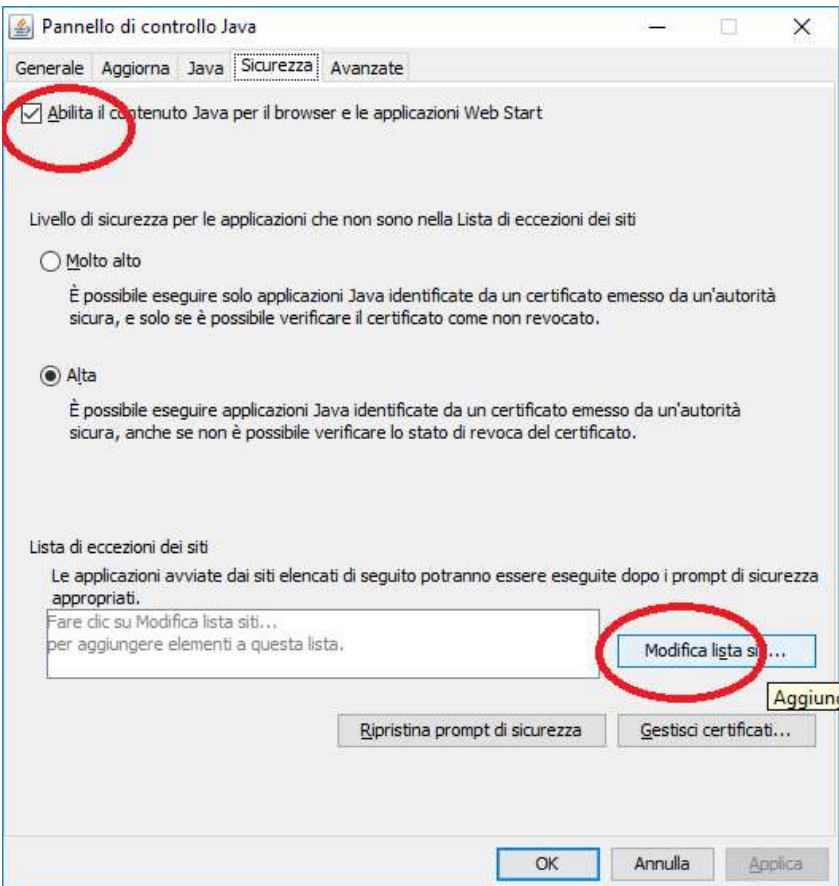 Pannello di controllo Java
Generale Aggiorna Java Sicurezza Avanzate
Abilita il contenuto Java per il browser e le applicazioni Web Start
Livello di sicurezza per le applicazioni che non sono nella Lista di eccezioni dei siti
Molto alto
È possibile eseguire solo applicazioni Java identificate da un certificato emesso da un'autorità
sicura, e solo se è possibile verificare il certificato come non revocato.
Alta
È possibile eseguire applicazioni Java identificate da un certificato emesso da un'autorità
sicura, anche se non è possibile verificare lo stato di revoca del certificato.
Lista di eccezioni dei siti
Le applicazioni avviate dai siti elencati di seguito potranno essere eseguite dopo i prompt di sicurezza
appropriati.
Fare clic su Modifica lista siti...
per aggiungere elementi a questa lista.
Modifica lista si...
Ripristina prompt di sicurezza Gestisci certificati...
OK Annulla Applica